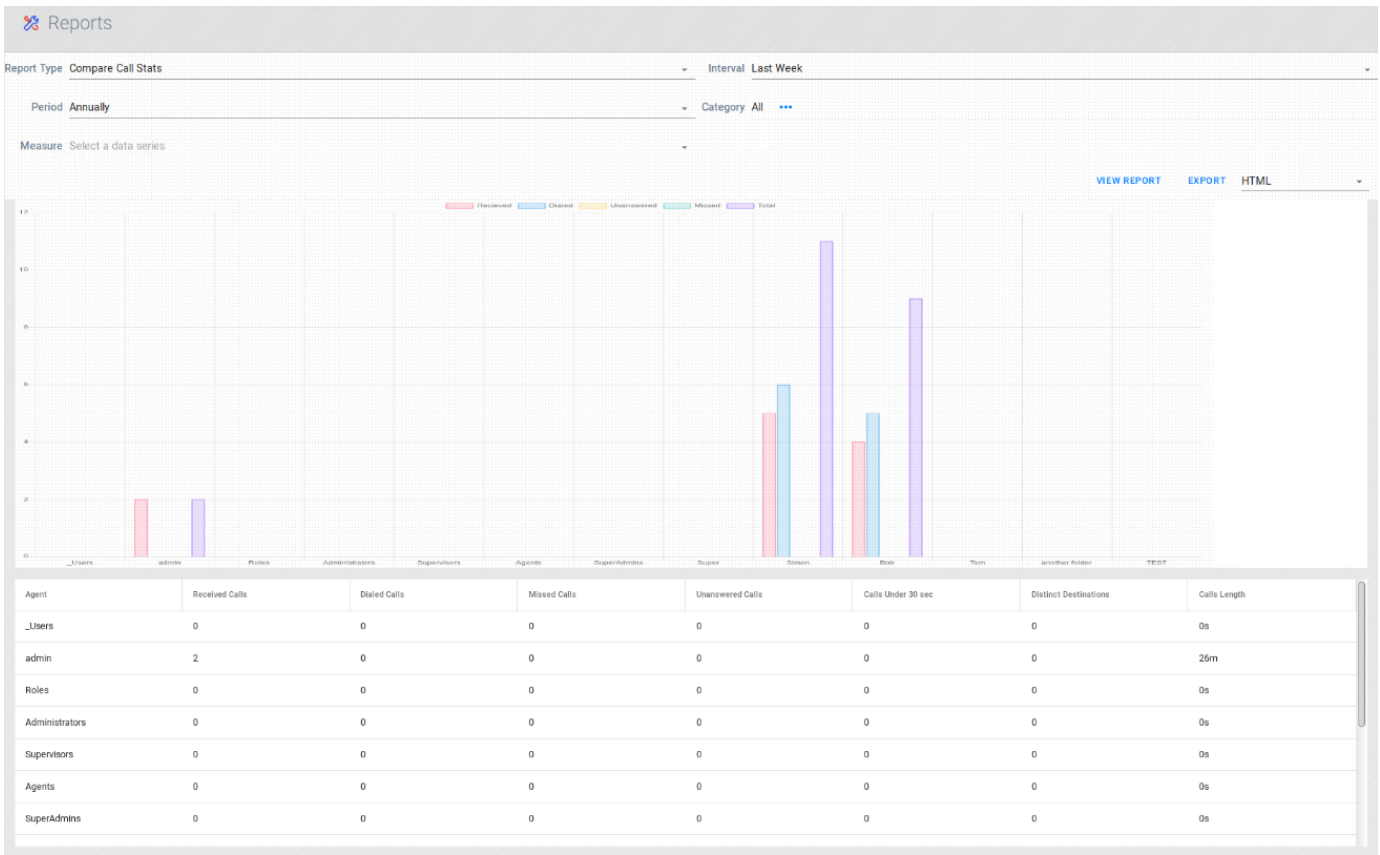 Reports
Report Type Compare Call Stats Interval Last Week
Period Annually Category All •••
Measure Select a data series
VIEW REPORT EXPORT HTML
Recieved Dialed Unanswered Missed Total
12
10
8
6
4
2
0
_Users admin Roles Administrators Supervisors Agents SuperAdmins Super Simon Bob Tom another folder TEST
Agent Received Calls Dialed Calls Missed Calls Unanswered Calls Calls Under 30 sec Distinct Destinations Calls Length
_Users 0 0 0 0 0 0 0s
admin 2 0 0 0 0 0 26m
Roles 0 0 0 0 0 0 0s
Administrators 0 0 0 0 0 0 0s
Supervisors 0 0 0 0 0 0 0s
Agents 0 0 0 0 0 0 0s
SuperAdmins 0 0 0 0 0 0 0s